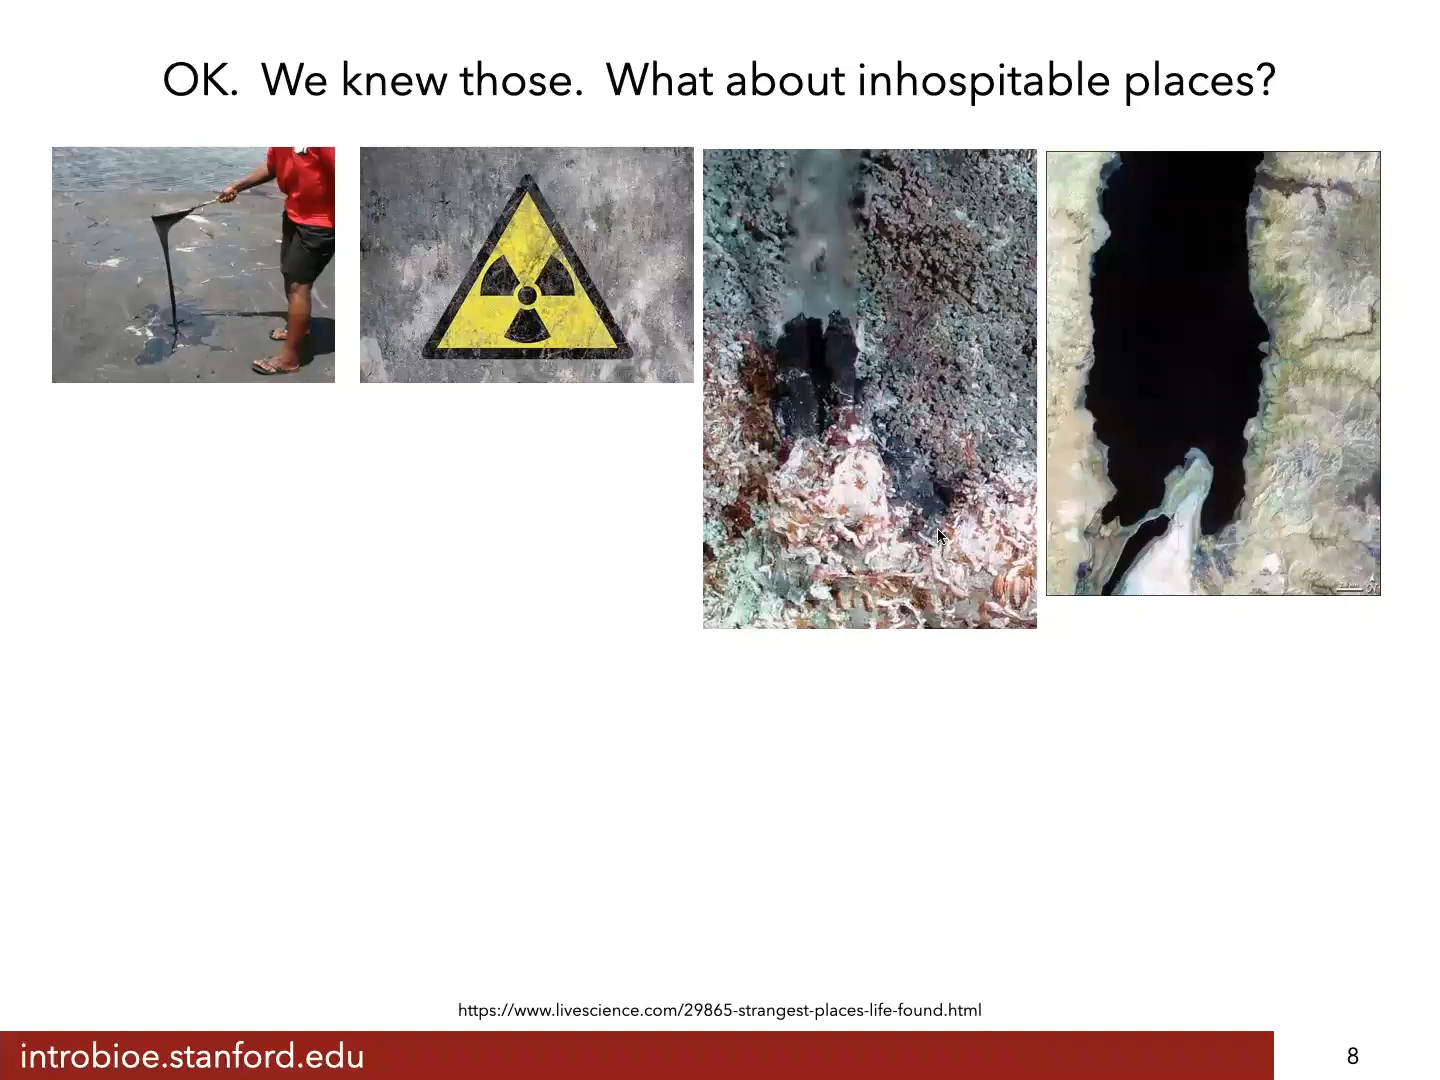 OK. We knew those. What about inhospitable places?
https://www.livescience.com/29865-strangest-places-life-found.html
introbioe.stanford.edu
8